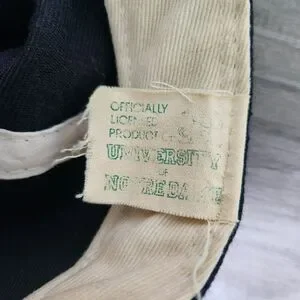 OFFICIALLY
LICENSED
PRODUCT
UNIVERSITY
OF
NOTRE DAME